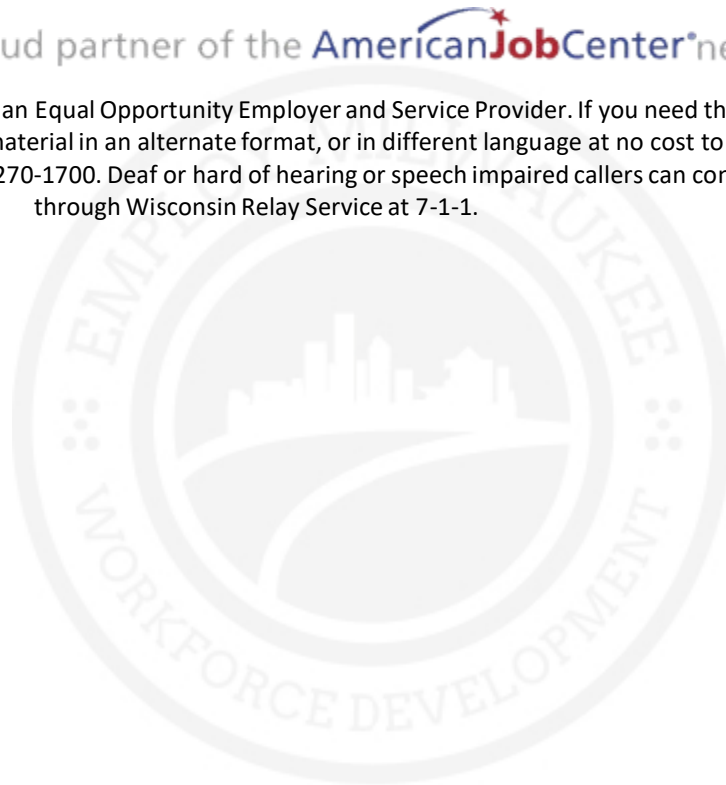 ud partner of the AmericanJobCenter® ne
an Equal Opportunity Employer and Service Provider. If you need th
naterial in an alternate format, or in different language at no cost to
270-1700. Deaf or hard of hearing or speech impaired callers can con
through Wisconsin Relay Service at 7-1-1.
EMPLOY MILWAUKEE
WORKFORCE DEVELOPMENT